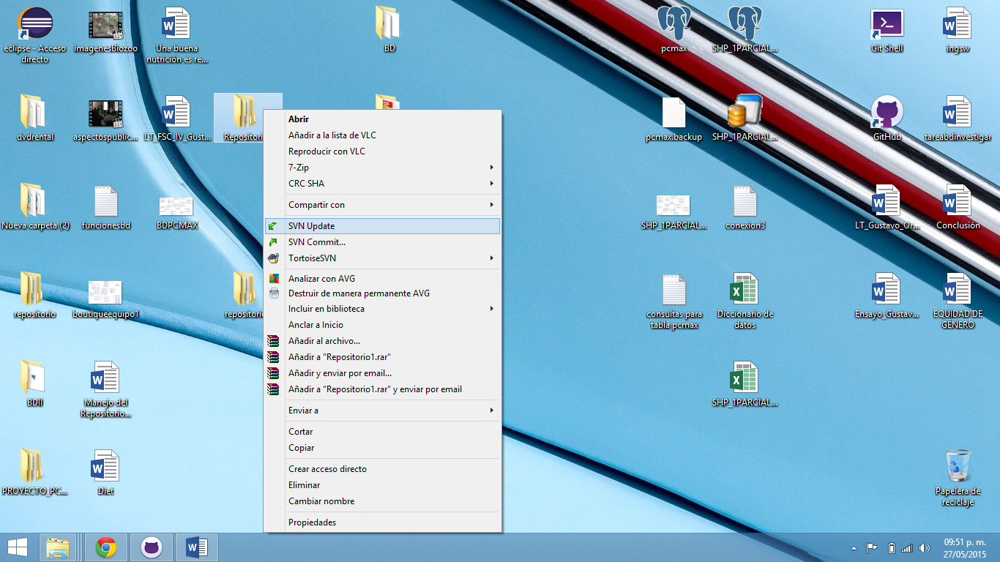 eclipse - Acceso
directo
imagenesBiozoo
Una buena
nutrición es re...
BD
pcmax
SHP_1PARCIAL...
Git Shell
ingsw
dvdrental
aspectospublic...
LT_FSC_IV_Gust...
Repositorio
PDF
pcmax.backup
SHP_1PARCIAL...
GitHub
tareabdinvestigar
Nueva carpeta (2)
funcionesbd
BDPCMAX
SHP_1PARCIAL...
conexion3
LT_Gustavo_Or...
Conclusión
repositorio
boutiqueequipo1
repositorio
consultas para
tabla pcmax
Diccionario de
datos
Ensayo_Gustav...
EQUIDAD DE
GÉNERO
BDII
Manejo del
Repositorio...
SHP_1PARCIAL...
PROYECTO_PC...
Diet
Papelera de
reciclaje
Abrir
Añadir a la lista de VLC
Reproducir con VLC
7-Zip
CRC SHA
Compartir con
SVN Update
SVN Commit...
TortoiseSVN
Analizar con AVG
Destruir de manera permanente AVG
Incluir en biblioteca
Anclar a Inicio
Añadir al archivo...
Añadir a "Repositorio1.rar"
Añadir y enviar por email...
Añadir a "Repositorio1.rar" y enviar por email
Enviar a
Cortar
Copiar
Crear acceso directo
Eliminar
Cambiar nombre
Propiedades
09:51 p. m.
27/05/2015